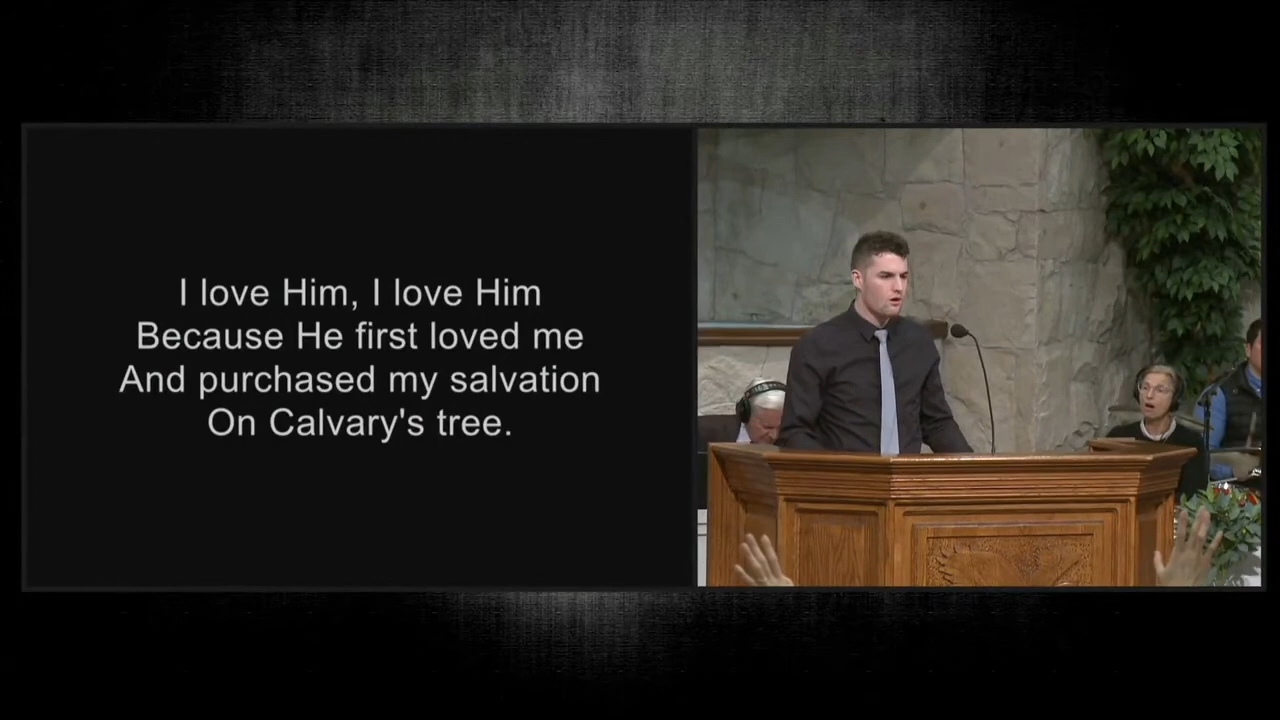 I love Him, I love Him
Because He first loved me
And purchased my salvation
On Calvary's tree.